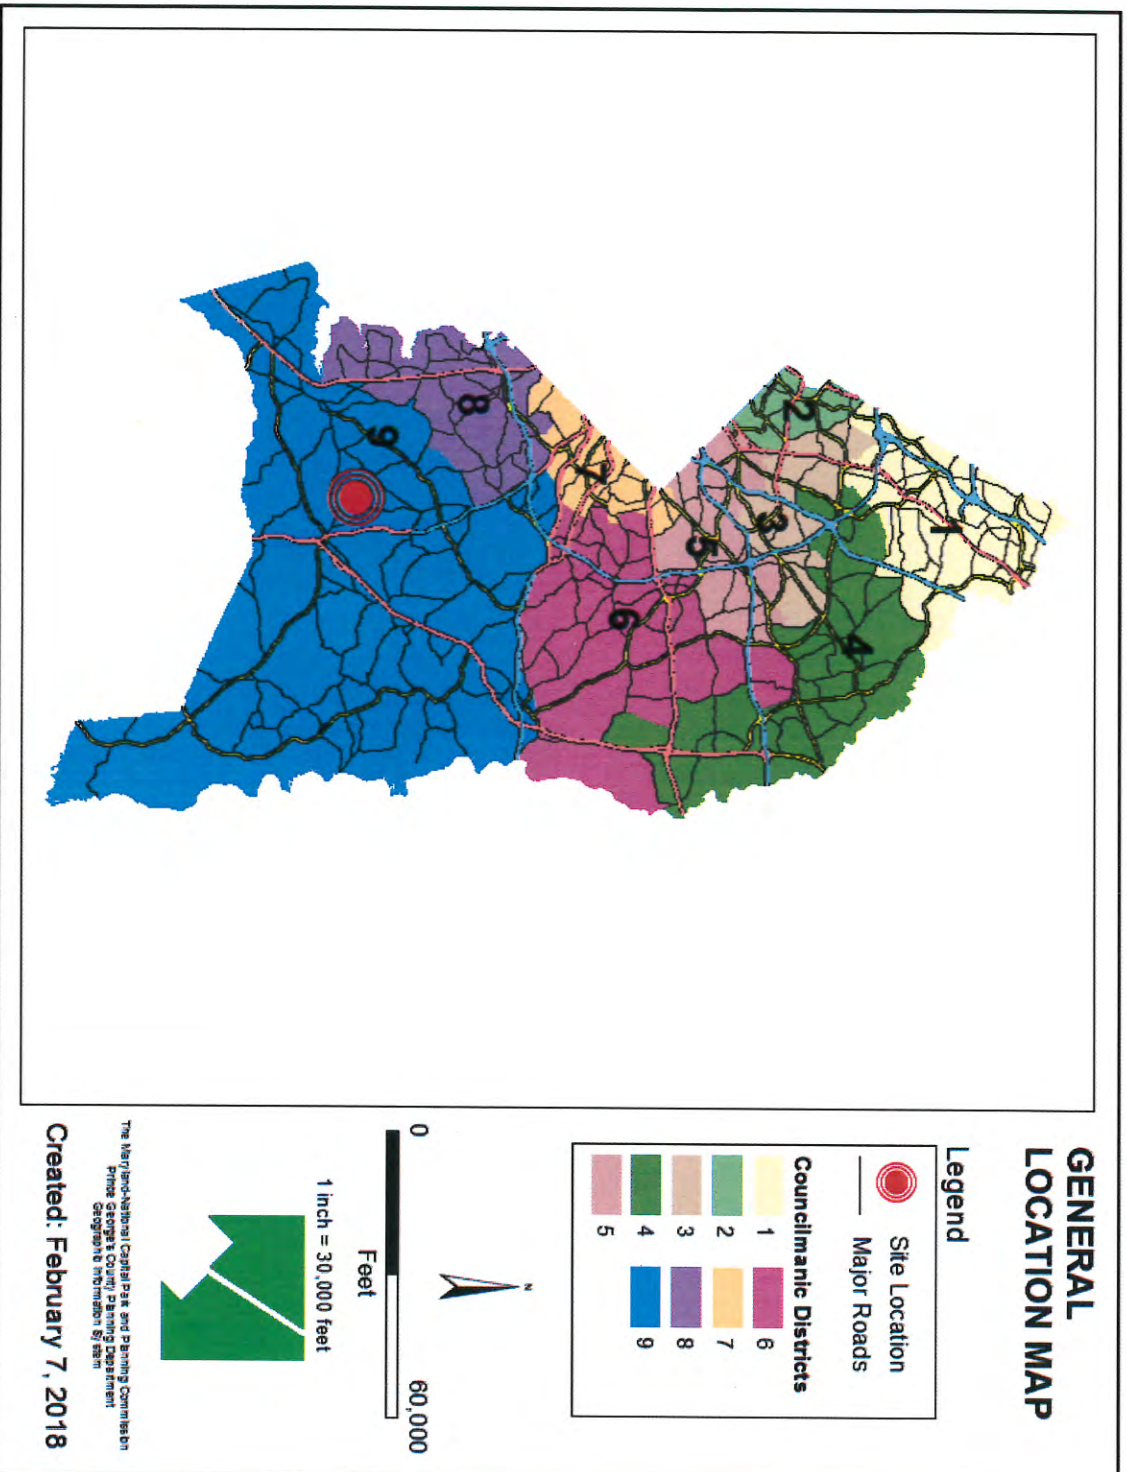 GENERAL
LOCATION MAP
Legend
Site Location
Major Roads
Councilmanic Districts
1
2
3
4
5
6
7
8
9
N
0
60,000
Feet
1 inch = 30,000 feet
The Maryland-National Capital Park and Planning Commission
Prince George's County Planning Department
Geographic Information System
Created: February 7, 2018
1
2
3
4
5
6
7
8
9